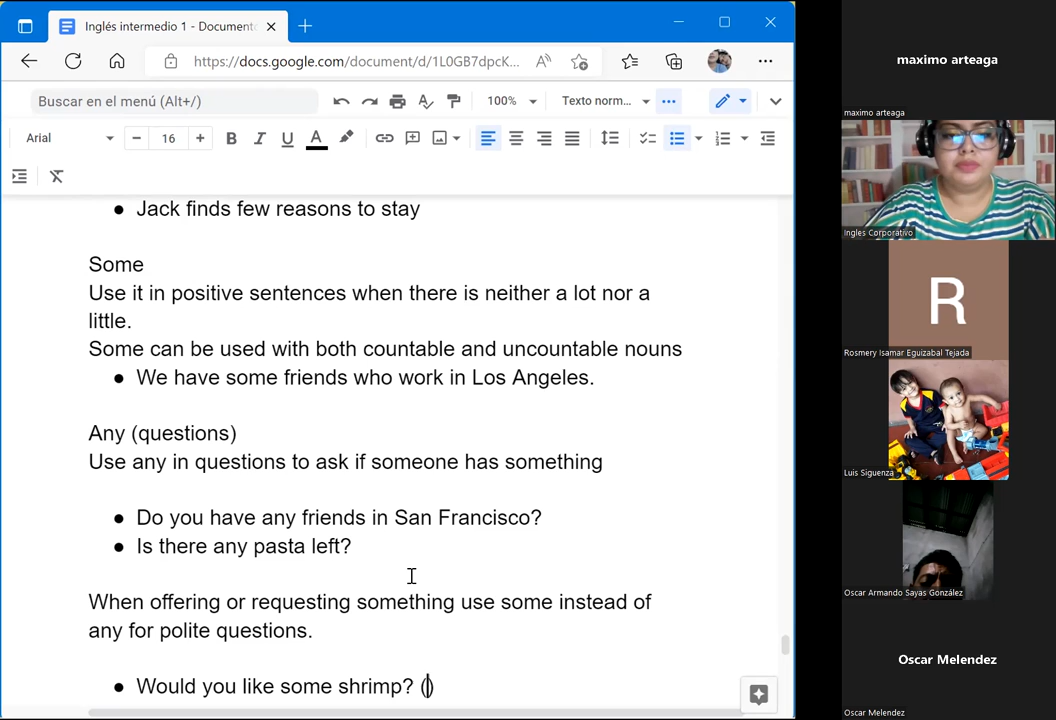 Inglés intermedio 1 - Document
https://docs.google.com/document/d/1L0GB7dpcK...
Buscar en el menú (Alt+/)
100%
Texto norm...
Arial
16
B I U A
Jack finds few reasons to stay
Some
Use it in positive sentences when there is neither a lot nor a
little.
Some can be used with both countable and uncountable nouns
We have some friends who work in Los Angeles.
Any (questions)
Use any in questions to ask if someone has something
Do you have any friends in San Francisco?
Is there any pasta left?
When offering or requesting something use some instead of
any for polite questions.
Would you like some shrimp? ()
maximo arteaga
maximo arteaga
Ingles Corporativo
R
Rosmery Isamar Eguizabal Tejada
Luis Siguenza
Oscar Armando Sayas González
Oscar Melendez
Oscar Melendez